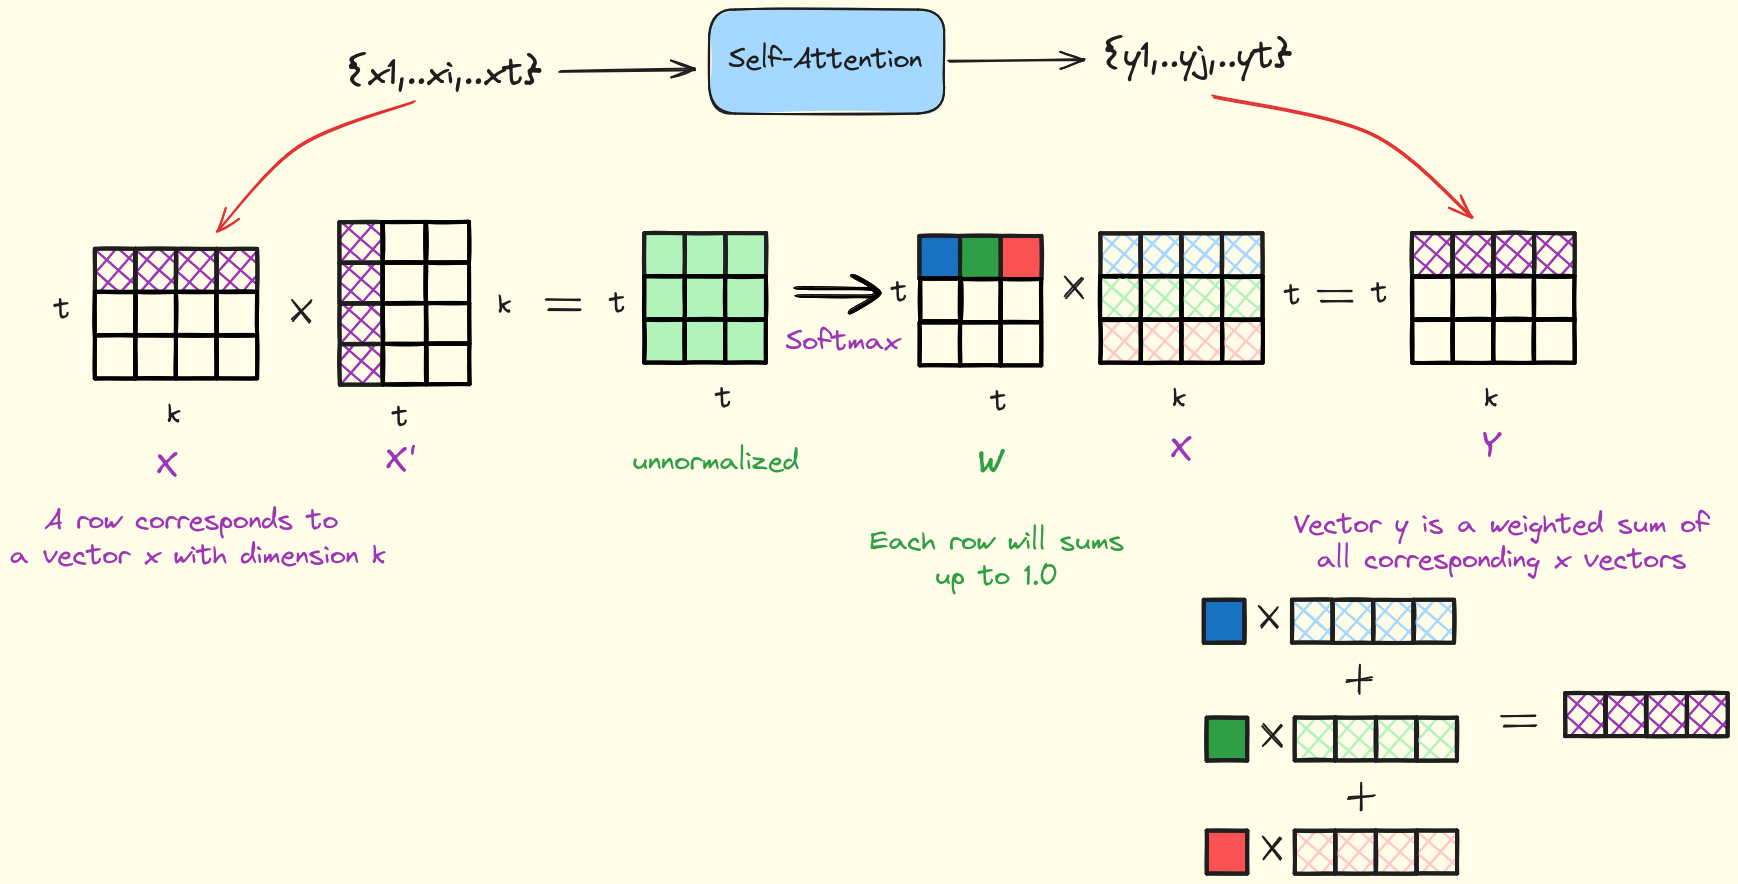 {x1,..xi,..xt}
Self-Attention
{y1,..yj,..yt}
t
×
k
=
t
Softmax
t
×
t
=
t
k
t
t
t
k
k
X
X'
unnormalized
W
X
Y
A row corresponds to
a vector x with dimension k
Each row will sums
up to 1.0
Vector y is a weighted sum of
all corresponding x vectors
×
+
×
=
+
×